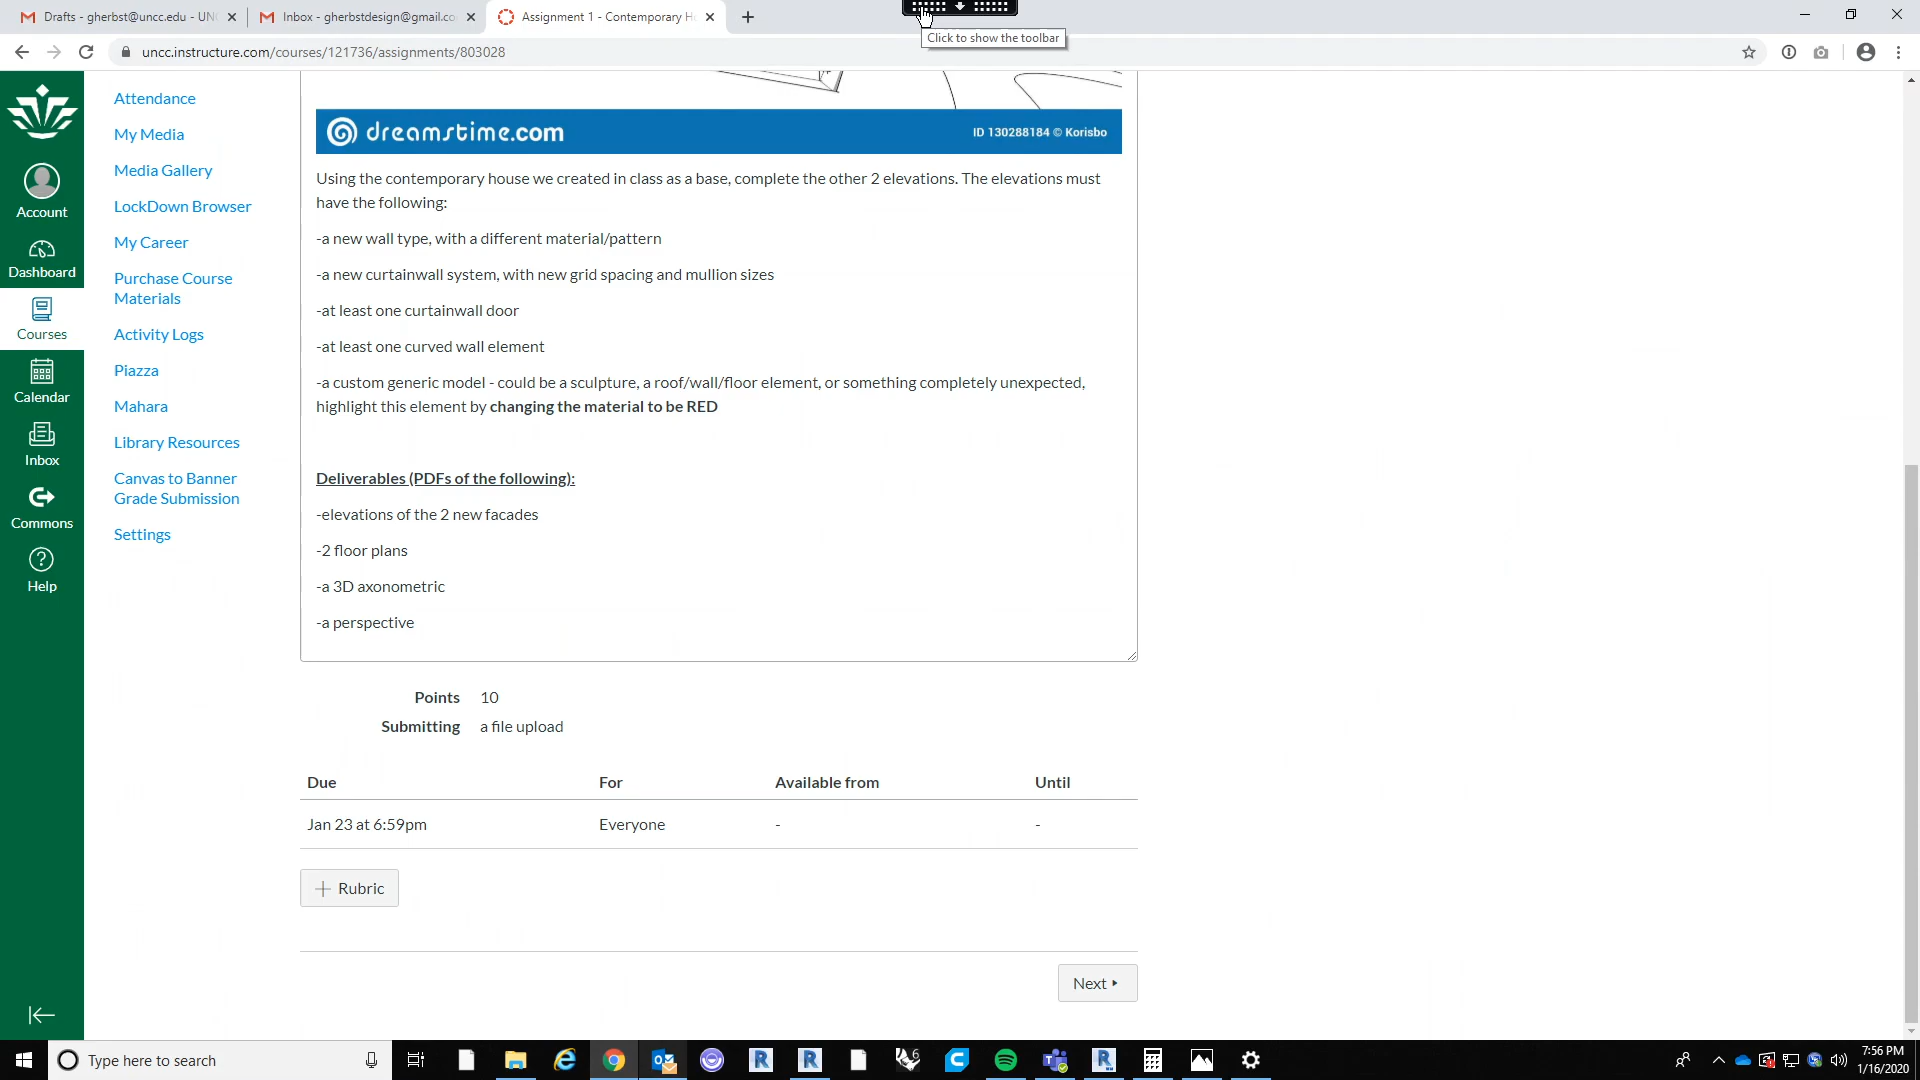 Drafts - gherbst@uncc.edu - UNC
Inbox - gherbstdesign@gmail.co
Assignment 1 - Contemporary H
Click to show the toolbar
uncc.instructure.com/courses/121736/assignments/803028
Account
Dashboard
Courses
Calendar
Inbox
Commons
Help
Attendance
My Media
Media Gallery
LockDown Browser
My Career
Purchase Course
Materials
Activity Logs
Piazza
Mahara
Library Resources
Canvas to Banner
Grade Submission
Settings
dreamstime.com
ID 130288184 © Korisbo
Using the contemporary house we created in class as a base, complete the other 2 elevations. The elevations must
have the following:
-a new wall type, with a different material/pattern
-a new curtainwall system, with new grid spacing and mullion sizes
-at least one curtainwall door
-at least one curved wall element
-a custom generic model - could be a sculpture, a roof/wall/floor element, or something completely unexpected,
highlight this element by changing the material to be RED
Deliverables (PDFs of the following):
-elevations of the 2 new facades
-2 floor plans
-a 3D axonometric
-a perspective
Points 10
Submitting a file upload
Due For Available from Until
Jan 23 at 6:59pm Everyone - -
Rubric
Next
Type here to search
7:56 PM
1/16/2020